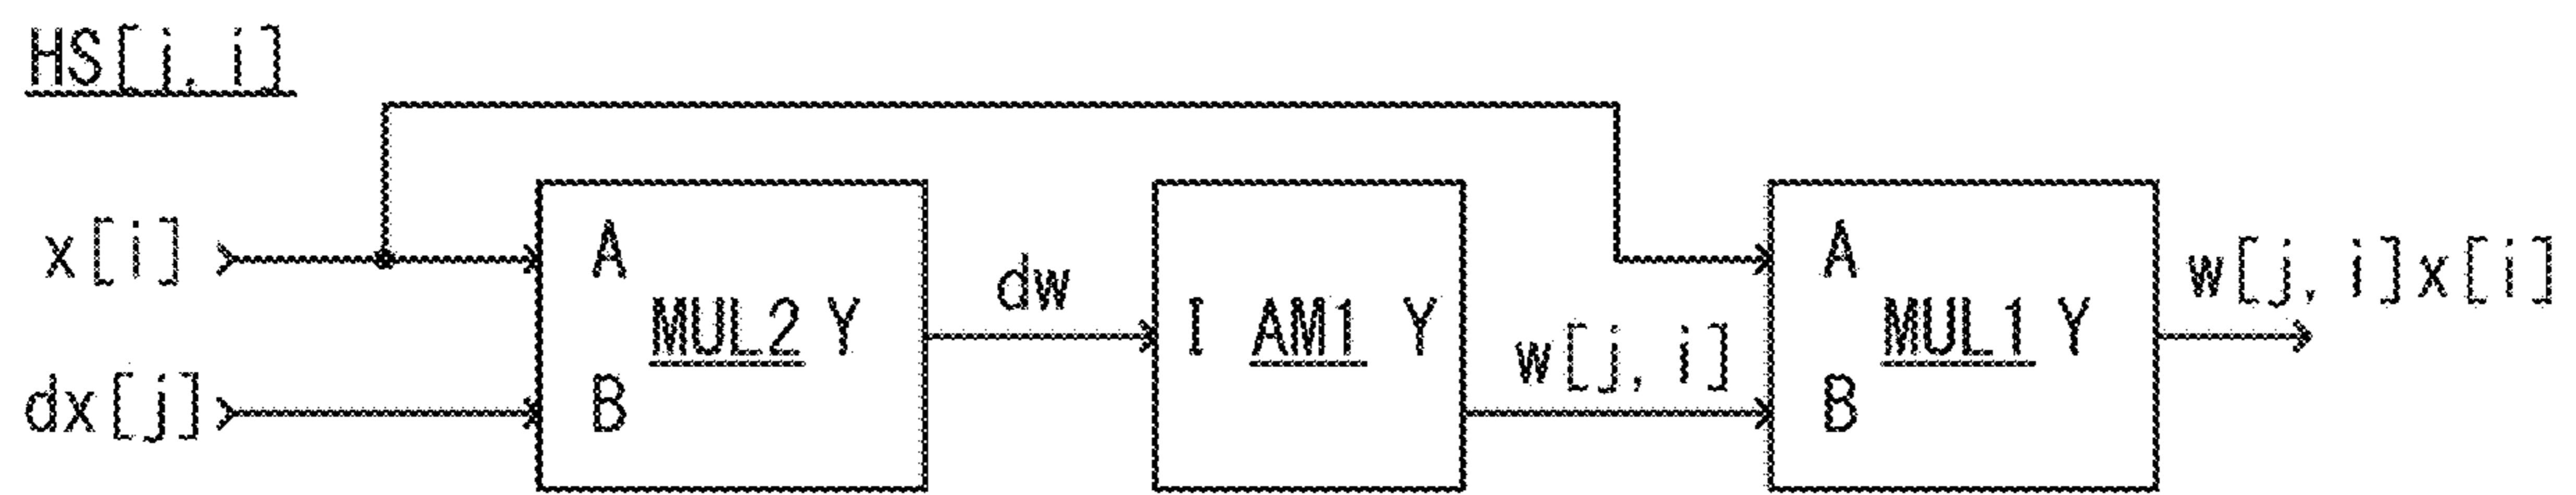 HS[j, i]
x[i]
dx[j]
A
MUL2 Y
B
dw
I AM1 Y
w[j, i]
A
MUL1 Y
B
w[j, i]x[i]